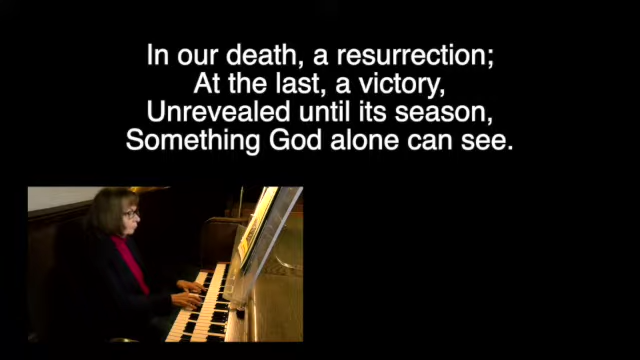 In our death, a resurrection;
At the last, a victory,
Unrevealed until its season,
Something God alone can see.